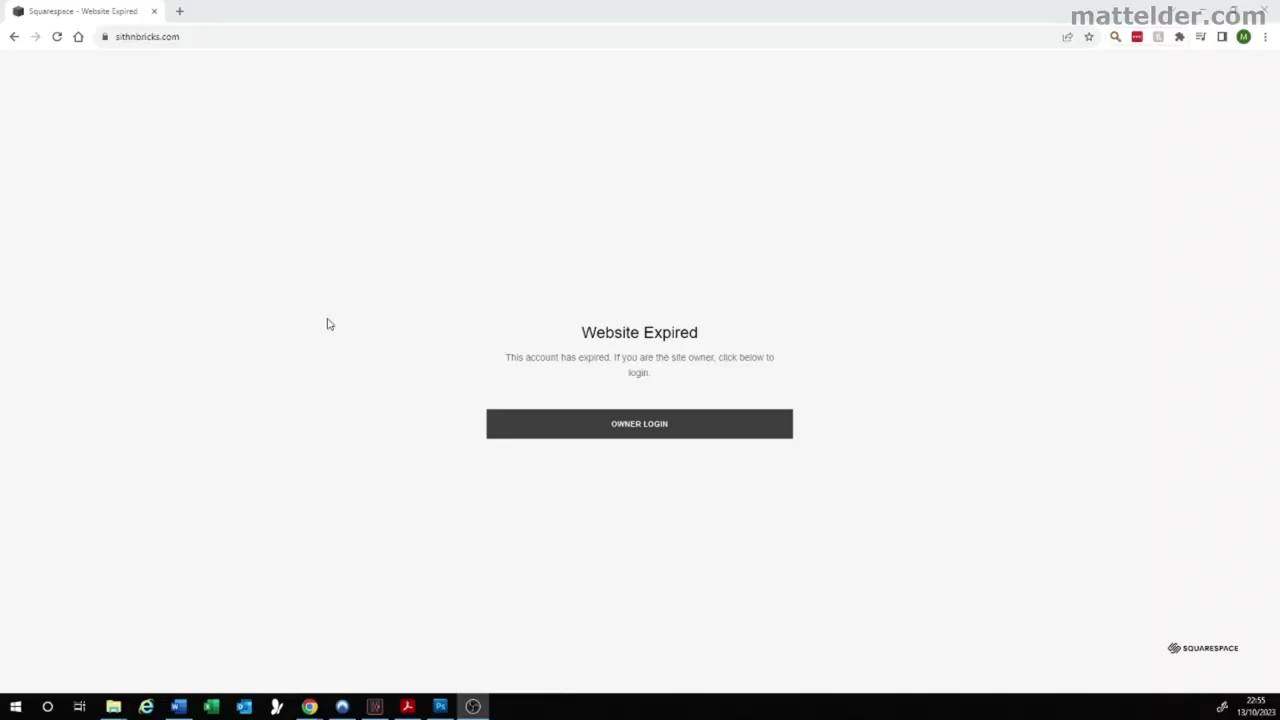 Squarespace - Website Expired
mattelder.com
sithnbricks.com
M
Website Expired
This account has expired. If you are the site owner, click below to
login.
OWNER LOGIN
SQUARESPACE
22:55
13/10/2023